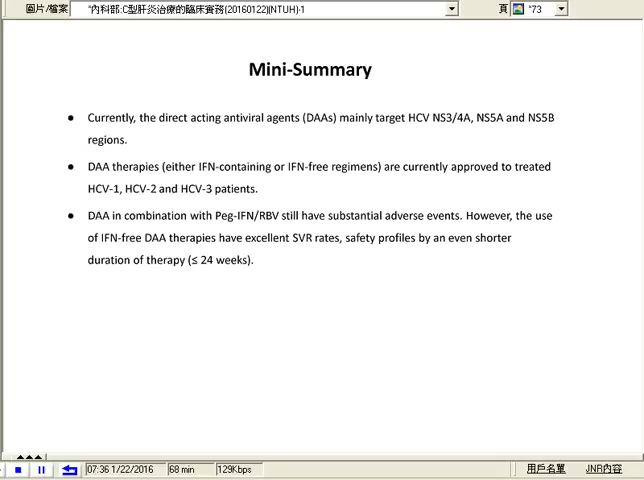 圖片/檔案 *內科部:C型肝炎治療的臨床實務(20160122)(NTUH)-1 頁 *73
Mini-Summary
● Currently, the direct acting antiviral agents (DAAs) mainly target HCV NS3/4A, NS5A and NS5B
regions.
● DAA therapies (either IFN-containing or IFN-free regimens) are currently approved to treated
HCV-1, HCV-2 and HCV-3 patients.
● DAA in combination with Peg-IFN/RBV still have substantial adverse events. However, the use
of IFN-free DAA therapies have excellent SVR rates, safety profiles by an even shorter
duration of therapy (≤ 24 weeks).
07:36 1/22/2016 68 min 129Kbps 用戶名單 JNR內容